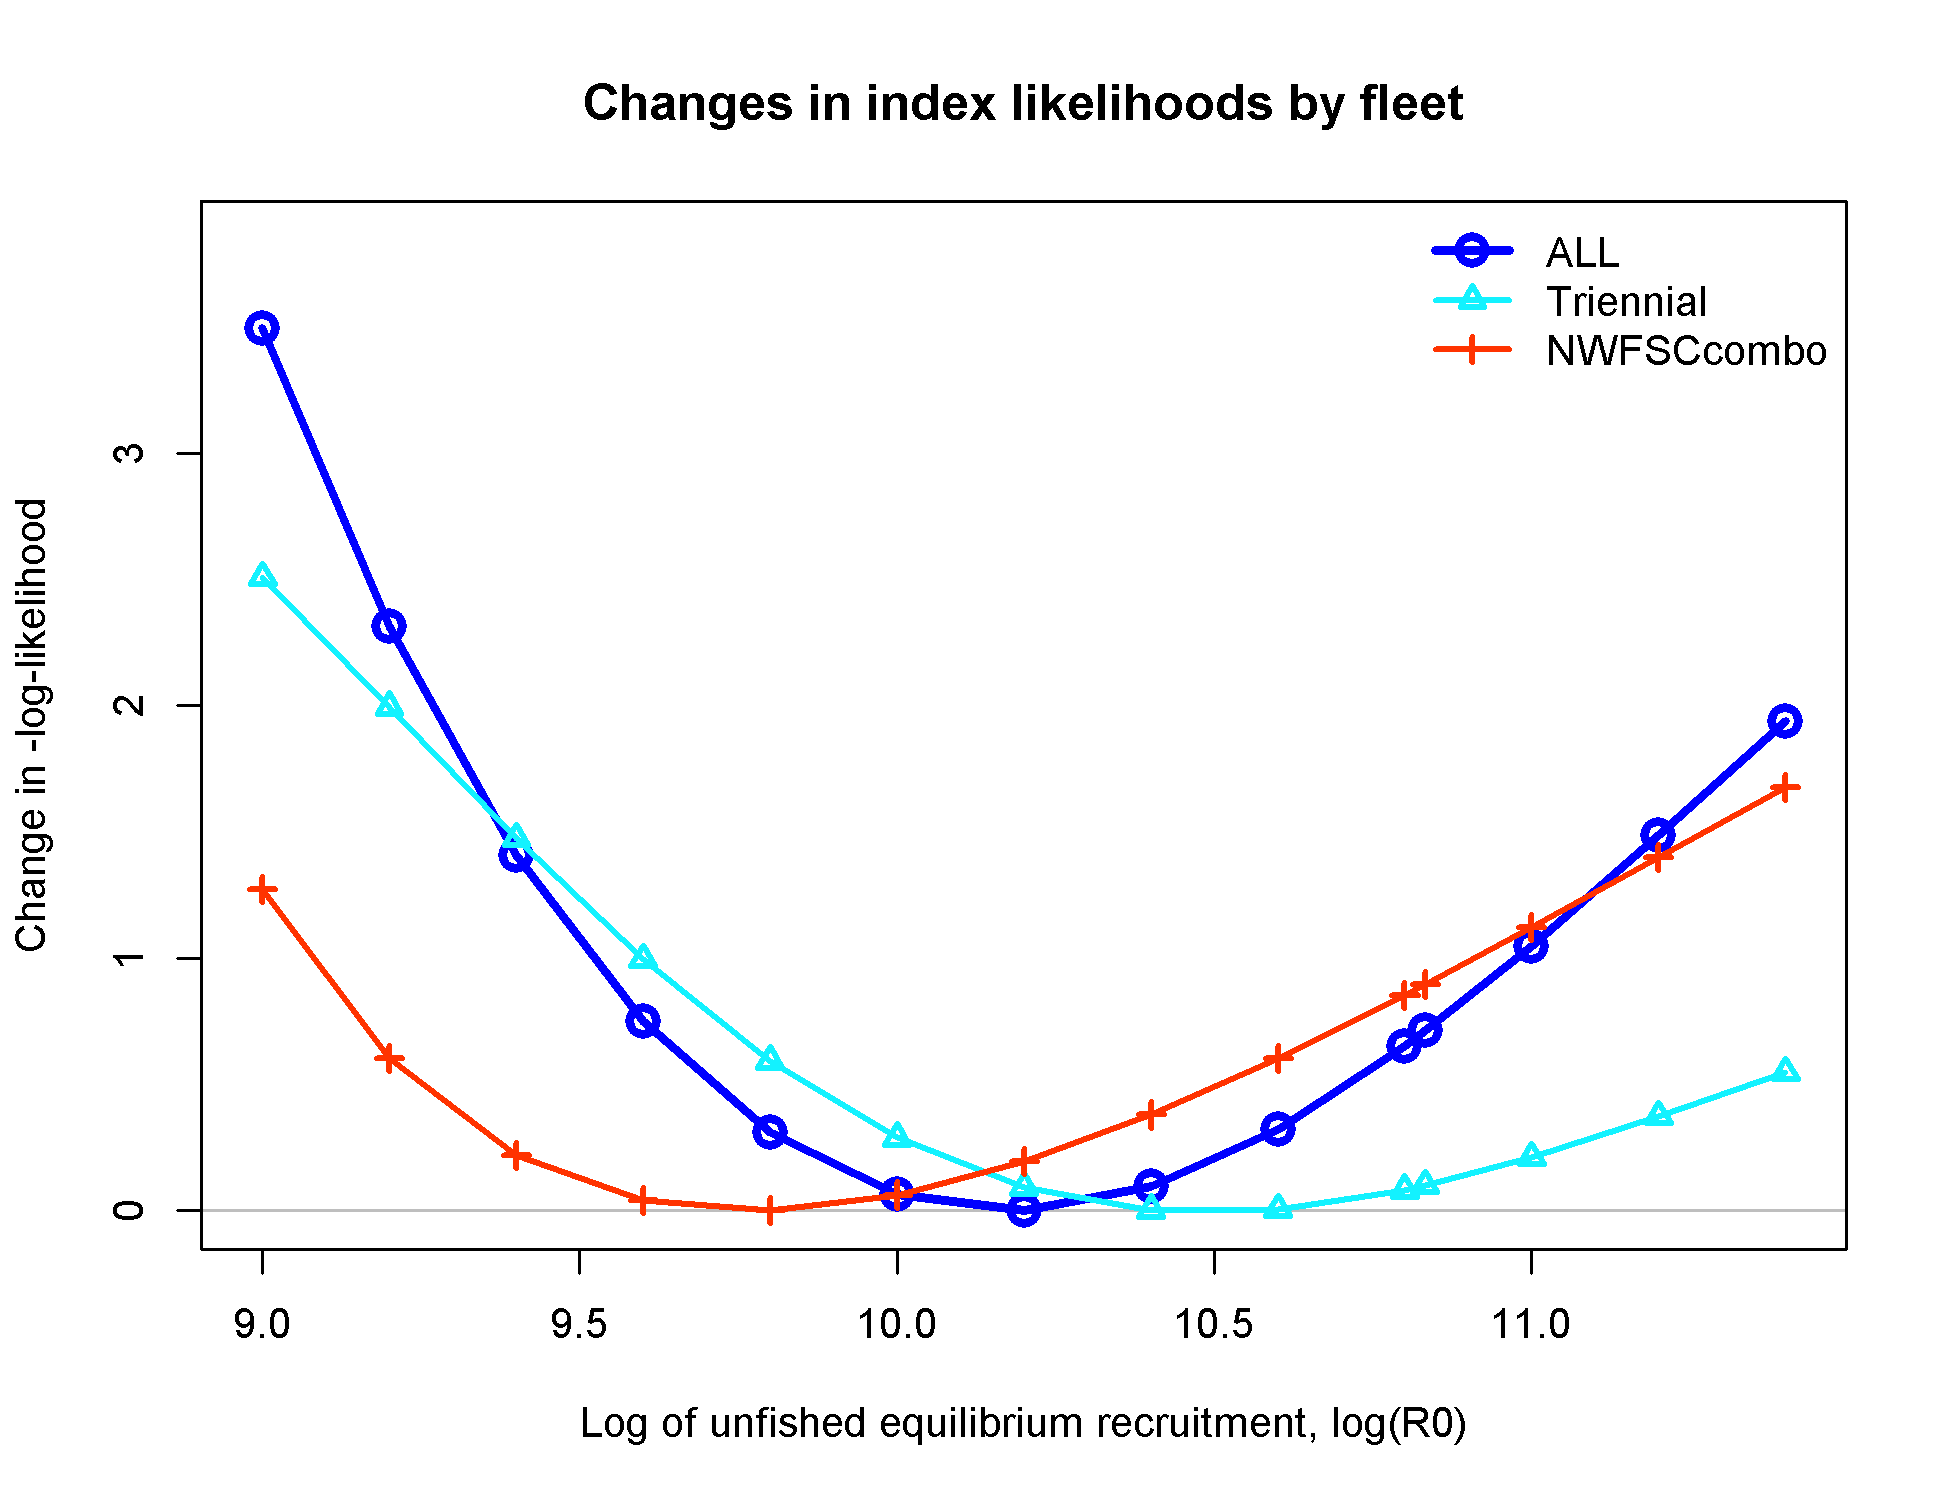 Changes in index likelihoods by fleet
ALL
Triennial
NWFSCcombo
Change in -log-likelihood
3
2
1
0
9.0 9.5 10.0 10.5 11.0
Log of unfished equilibrium recruitment, log(R0)